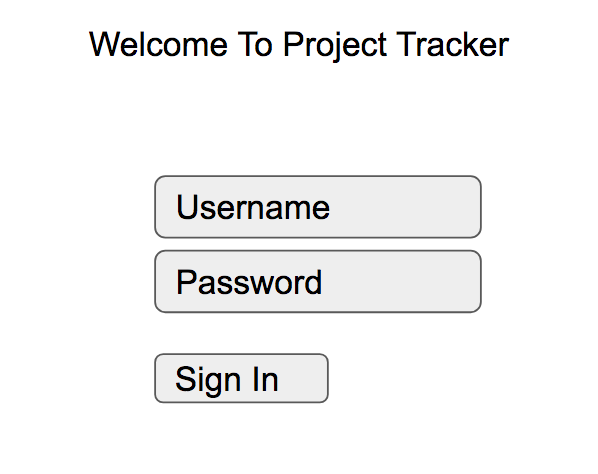 Welcome To Project Tracker
Username
Password
Sign In